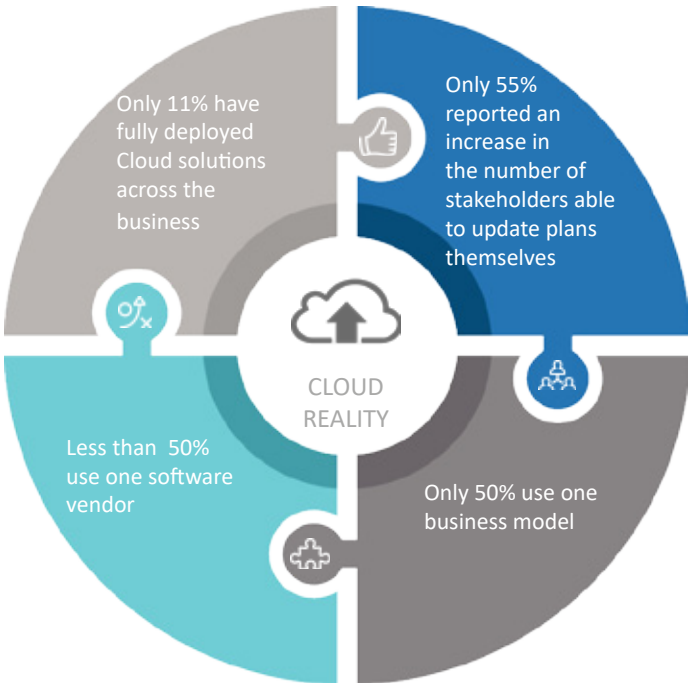 Only 11% have
fully deployed
Cloud solutions
across the
business
Only 55%
reported an
increase in
the number of
stakeholders able
to update plans
themselves
CLOUD
REALITY
Less than 50%
use one software
vendor
Only 50% use one
business model